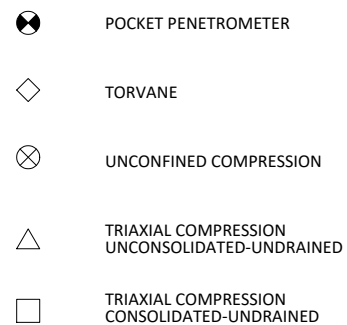 POCKET PENETROMETER
TORVANE
UNCONFINED COMPRESSION
TRIAXIAL COMPRESSION
UNCONSOLIDATED-UNDRAINED
TRIAXIAL COMPRESSION
CONSOLIDATED-UNDRAINED